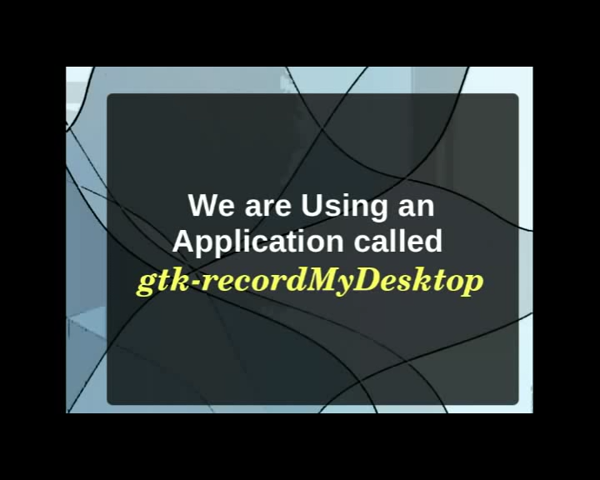 We are Using an
Application called
gtk-recordMyDesktop